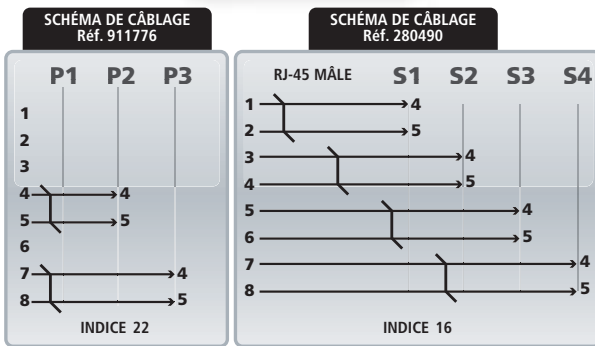 SCHÉMA DE CÂBLAGE
Réf. 911776
P1 P2 P3
1
2
3
4 4
5 5
6
7 4
8 5
INDICE 22
SCHÉMA DE CÂBLAGE
Réf. 280490
RJ-45 MÂLE S1 S2 S3 S4
1 4
2 5
3 4
4 5
5 4
6 5
7 4
8 5
INDICE 16